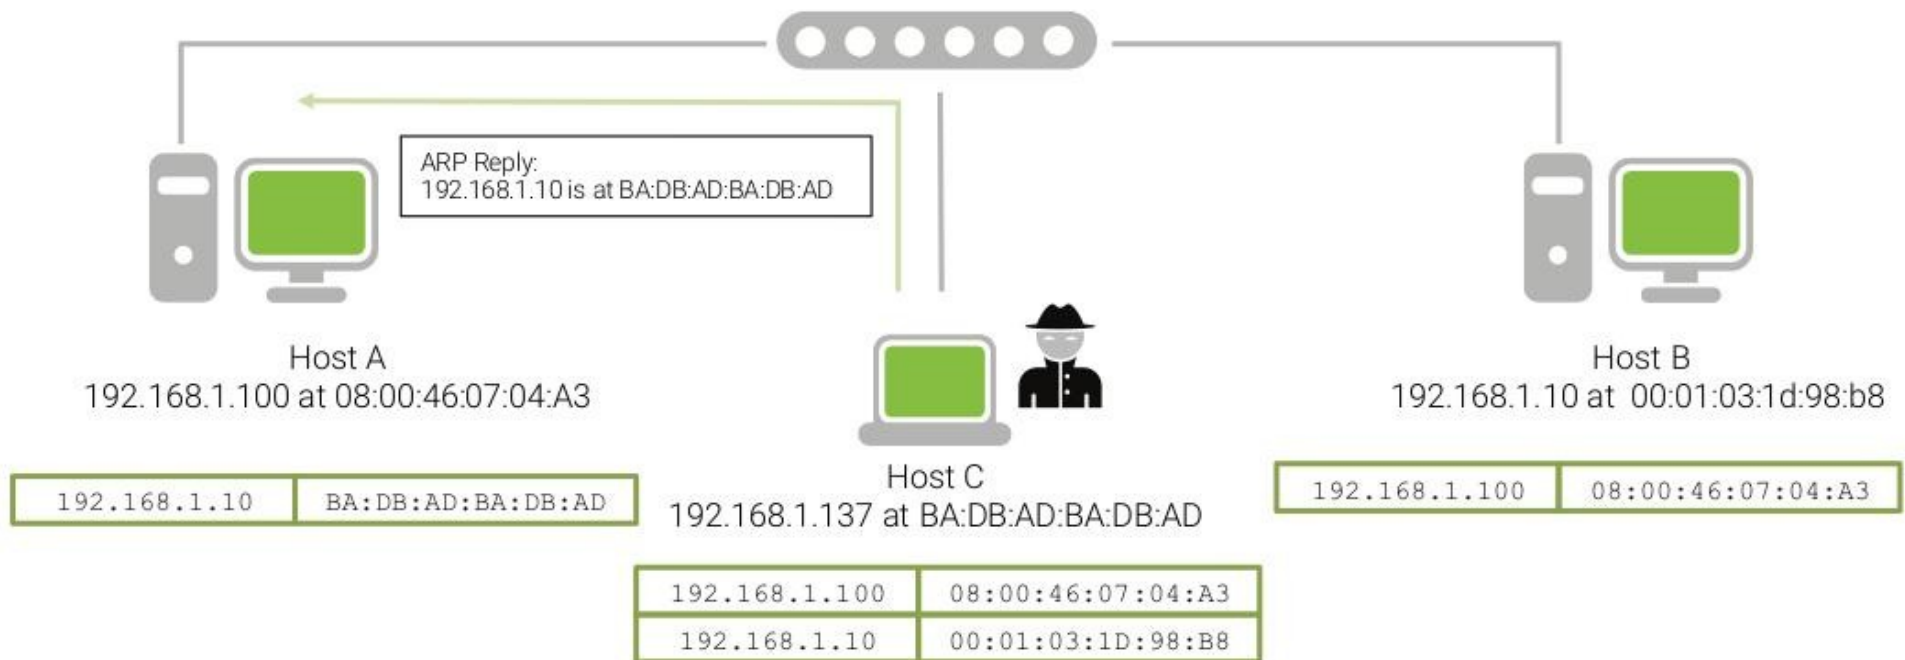 ARP Reply:
192.168.1.10 is at BA:DB:AD:BA:DB:AD
Host A
192.168.1.100 at 08:00:46:07:04:A3
192.168.1.10 BA:DB:AD:BA:DB:AD
Host C
192.168.1.137 at BA:DB:AD:BA:DB:AD
192.168.1.100 08:00:46:07:04:A3
192.168.1.10 00:01:03:1D:98:B8
Host B
192.168.1.10 at 00:01:03:1d:98:b8
192.168.1.100 08:00:46:07:04:A3